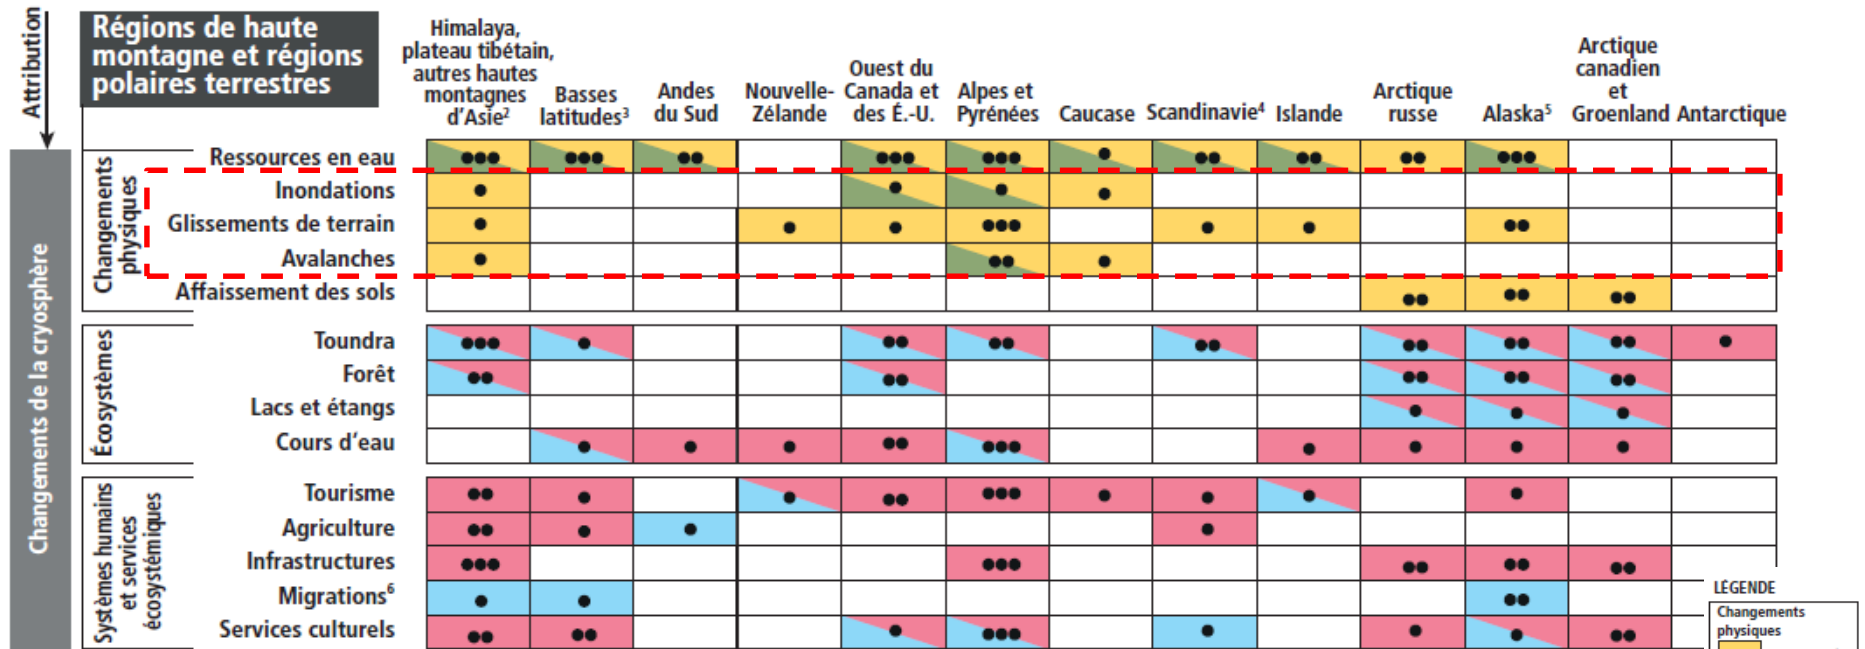 Attribution
Régions de haute
montagne et régions
polaires terrestres
Himalaya,
plateau tibétain,
autres hautes
montagnes
d'Asie²
Basses
latitudes³
Andes
du Sud
Nouvelle-
Zélande
Ouest du
Canada et
des É.-U.
Alpes et
Pyrénées
Caucase
Scandinavie⁴
Islande
Arctique
russe
Alaska⁵
Arctique
canadien
et
Groenland
Antarctique
Changements de la cryosphère
Changements
physiques
Ressources en eau
Inondations
Glissements de terrain
Avalanches
Affaissement des sols
Écosystèmes
Toundra
Forêt
Lacs et étangs
Cours d'eau
Systèmes humains
et services
écosystémiques
Tourisme
Agriculture
Infrastructures
Migrations⁶
Services culturels
LÉGENDE
Changements
physiques